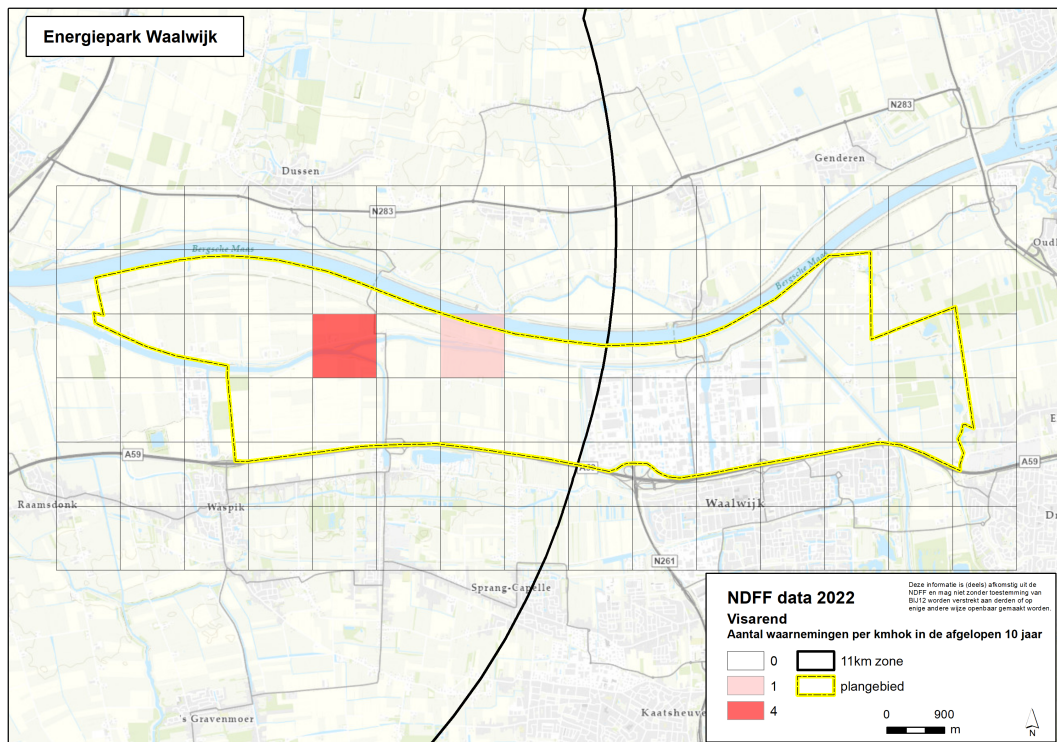 Energiepark Waalwijk
N283
Genderen
Dussen
N283
Bergsche Maas
Oud
Bergsche Maas
E
A59
A59
A59
Raamsdonk
Waspik
Waalwijk
Dr
N261
Sprang-Capelle
's Gravenmoer
Kaatsheuve
NDFF data 2022
Deze informatie is (deels) afkomstig uit de
NDFF en mag niet zonder toestemming van
BIJ12 worden verstrekt aan derden of op
enige andere wijze openbaar gemaakt worden.
Visarend
Aantal waarnemingen per kmhok in de afgelopen 10 jaar
0
11km zone
1
plangebied
4
0 900
m
N